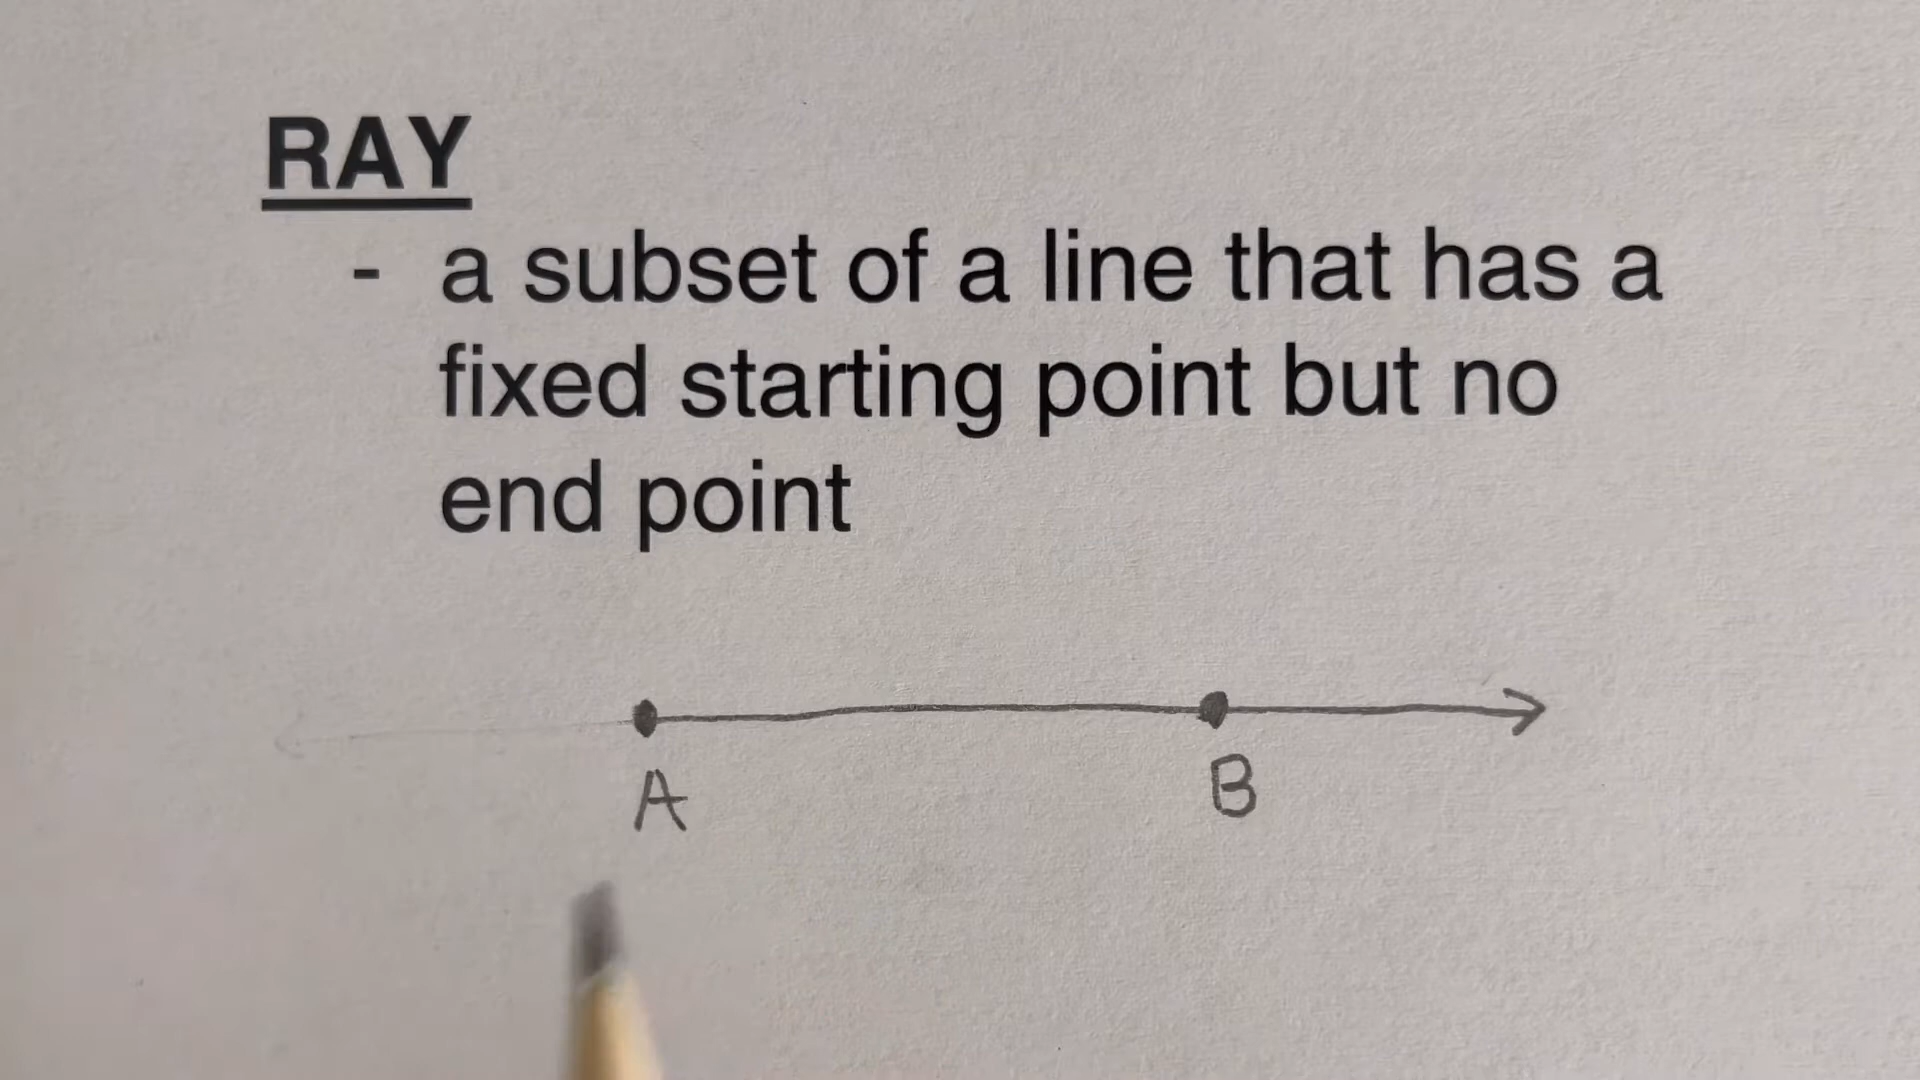 RAY
- a subset of a line that has a
fixed starting point but no
end point
A B